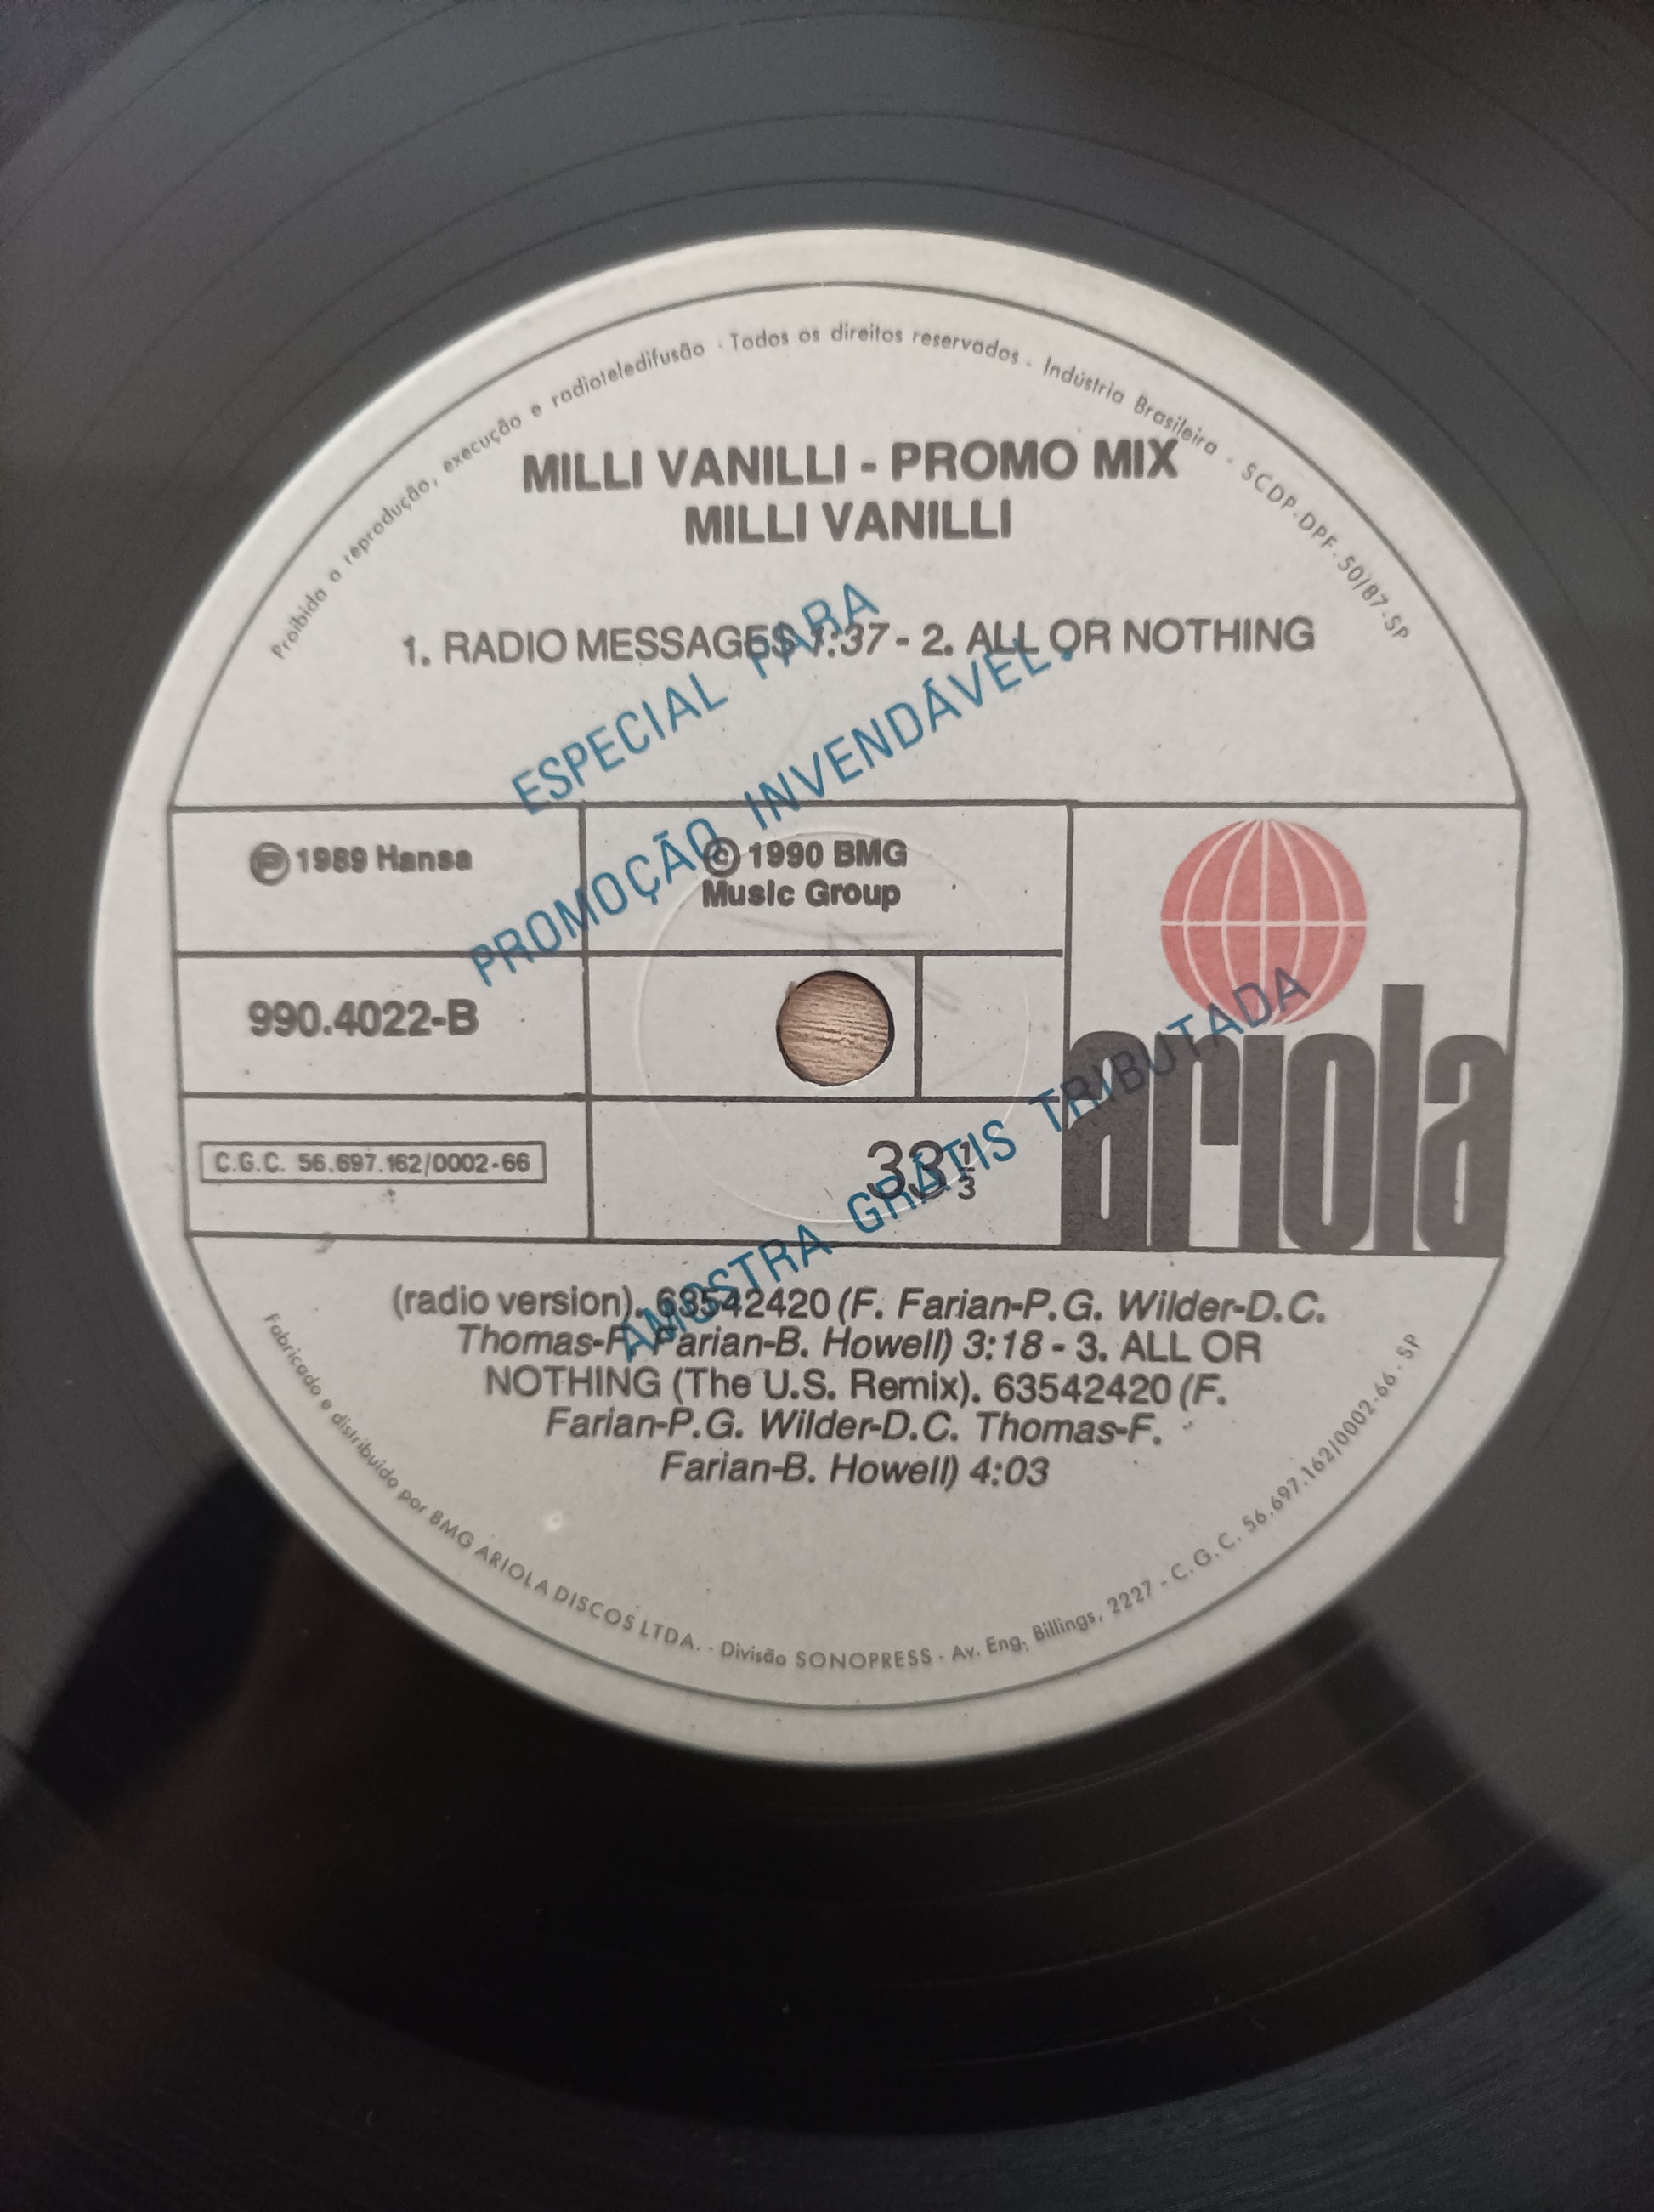 Proibida a reprodução, execução e radioteledifusão · Todos os direitos reservados · Indústria Brasileira - SCDP-DPF-50/87-SP
MILLI VANILLI - PROMO MIX
MILLI VANILLI
1. RADIO MESSAGES 1:37 - 2. ALL OR NOTHING
ESPECIAL PARA
PROMOÇÃO INVENDÁVEL.
AMOSTRA GRÁTIS TRIBUTADA
Ⓟ 1989 Hansa
© 1990 BMG
Music Group
990.4022-B
C.G.C. 56.697.162/0002-66
33 1/3
ariola
(radio version). 63542420 (F. Farian-P.G. Wilder-D.C.
Thomas-F. Farian-B. Howell) 3:18 - 3. ALL OR
NOTHING (The U.S. Remix). 63542420 (F.
Farian-P.G. Wilder-D.C. Thomas-F.
Farian-B. Howell) 4:03
Fabricado e distribuido por BMG ARIOLA DISCOS LTDA. - Divisão SONOPRESS - Av. Eng. Billings, 2227 - C.G.C. 56.697.162/0002-66 - SP